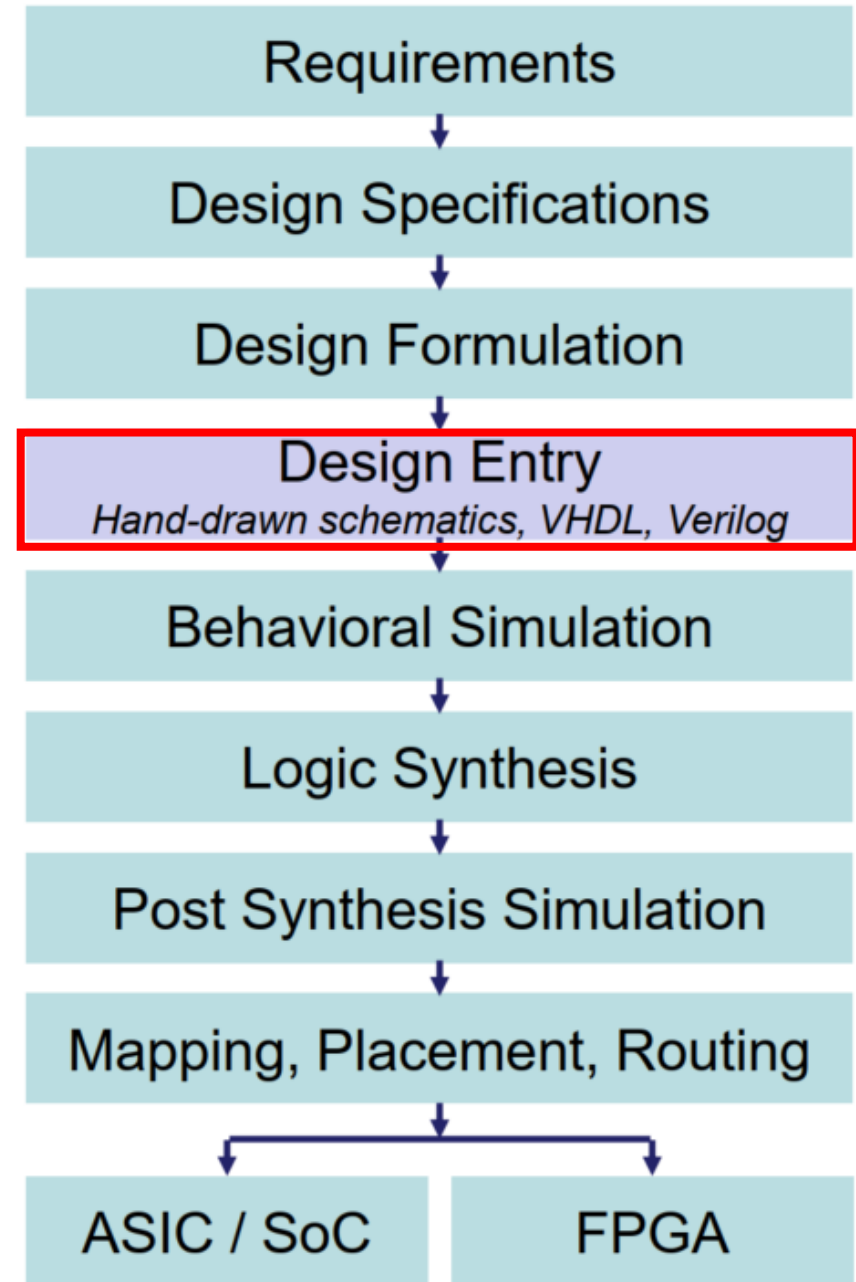 Requirements
Design Specifications
Design Formulation
Design Entry
Hand-drawn schematics, VHDL, Verilog
Behavioral Simulation
Logic Synthesis
Post Synthesis Simulation
Mapping, Placement, Routing
ASIC / SoC
FPGA